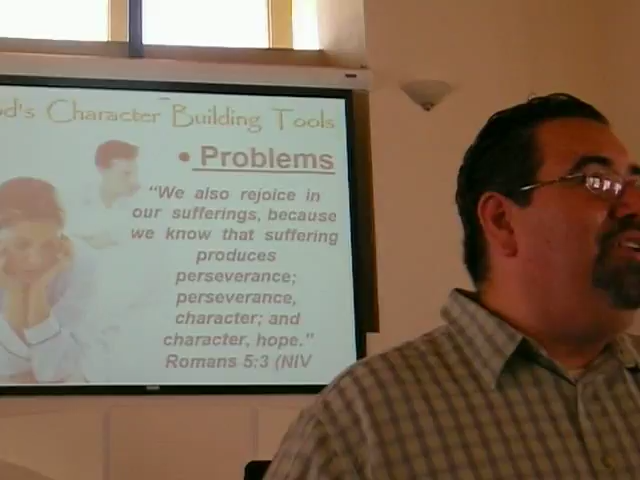 d's Character Building Tools
• Problems
"We also rejoice in
our sufferings, because
we know that suffering
produces
perseverance;
perseverance,
character; and
character, hope."
Romans 5:3 (NIV